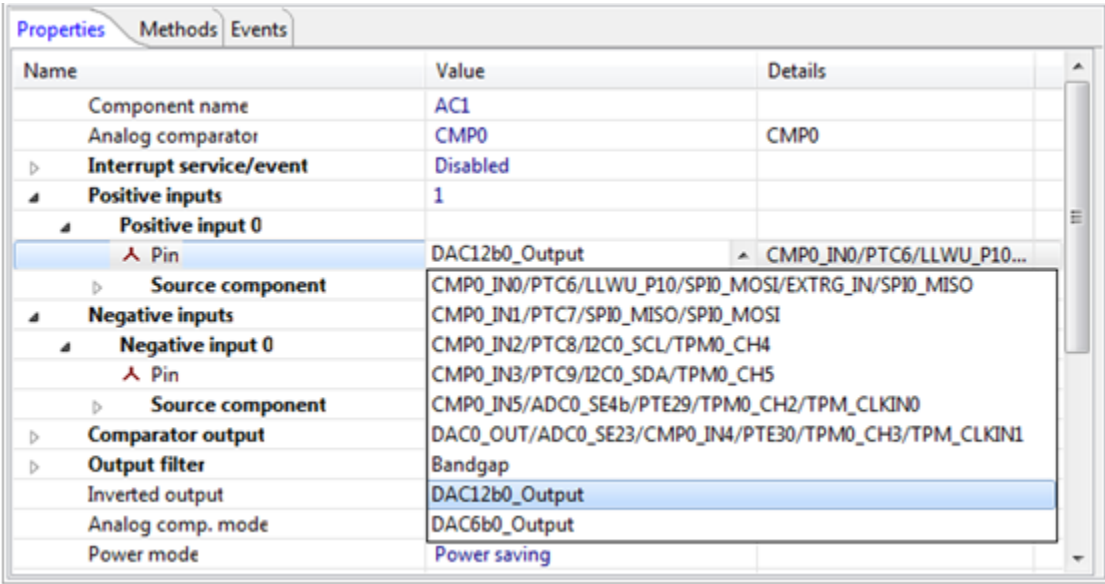 Properties Methods Events
Name Value Details
Component name AC1
Analog comparator CMP0 CMP0
Interrupt service/event Disabled
Positive inputs 1
Positive input 0
Pin DAC12b0_Output CMP0_IN0/PTC6/LLWU_P10...
Source component CMP0_IN0/PTC6/LLWU_P10/SPI0_MOSI/EXTRG_IN/SPI0_MISO
Negative inputs CMP0_IN1/PTC7/SPI0_MISO/SPI0_MOSI
Negative input 0 CMP0_IN2/PTC8/I2C0_SCL/TPM0_CH4
Pin CMP0_IN3/PTC9/I2C0_SDA/TPM0_CH5
Source component CMP0_IN5/ADC0_SE4b/PTE29/TPM0_CH2/TPM_CLKIN0
Comparator output DAC0_OUT/ADC0_SE23/CMP0_IN4/PTE30/TPM0_CH3/TPM_CLKIN1
Output filter Bandgap
Inverted output DAC12b0_Output
Analog comp. mode DAC6b0_Output
Power mode Power saving